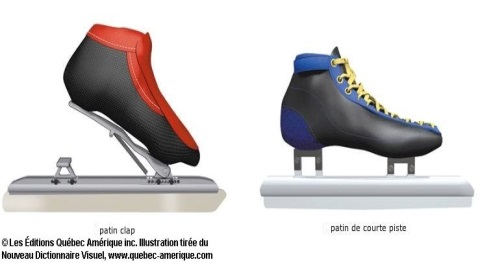 patin clap
patin de courte piste
© Les Éditions Québec Amérique inc. Illustration tirée du
Nouveau Dictionnaire Visuel, www.quebec-amerique.com